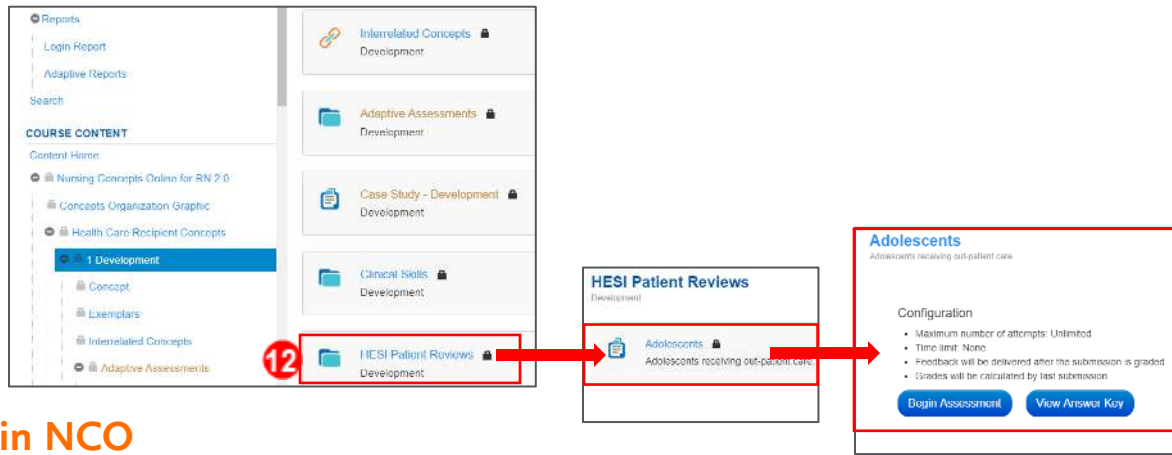 Reports
Login Report
Adaptive Reports
Search
COURSE CONTENT
Content Home
Nursing Concepts Online for RN 2.0
Concepts Organization Graphic
Health Care Recipient Concepts
1 Development
Concept
Exemplars
Interrelated Concepts
Adaptive Assessments
Interrelated Concepts
Development
Adaptive Assessments
Development
Case Study - Development
Development
Clinical Skills
Development
12
HESI Patient Reviews
Development
HESI Patient Reviews
Development
Adolescents
Adolescents receiving out-patient care
Adolescents
Adolescents receiving out-patient care
Configuration
• Maximum number of attempts: Unlimited
• Time limit: None
• Feedback will be delivered after the submission is graded
• Grades will be calculated by last submission
Begin Assessment
View Answer Key
in NCO